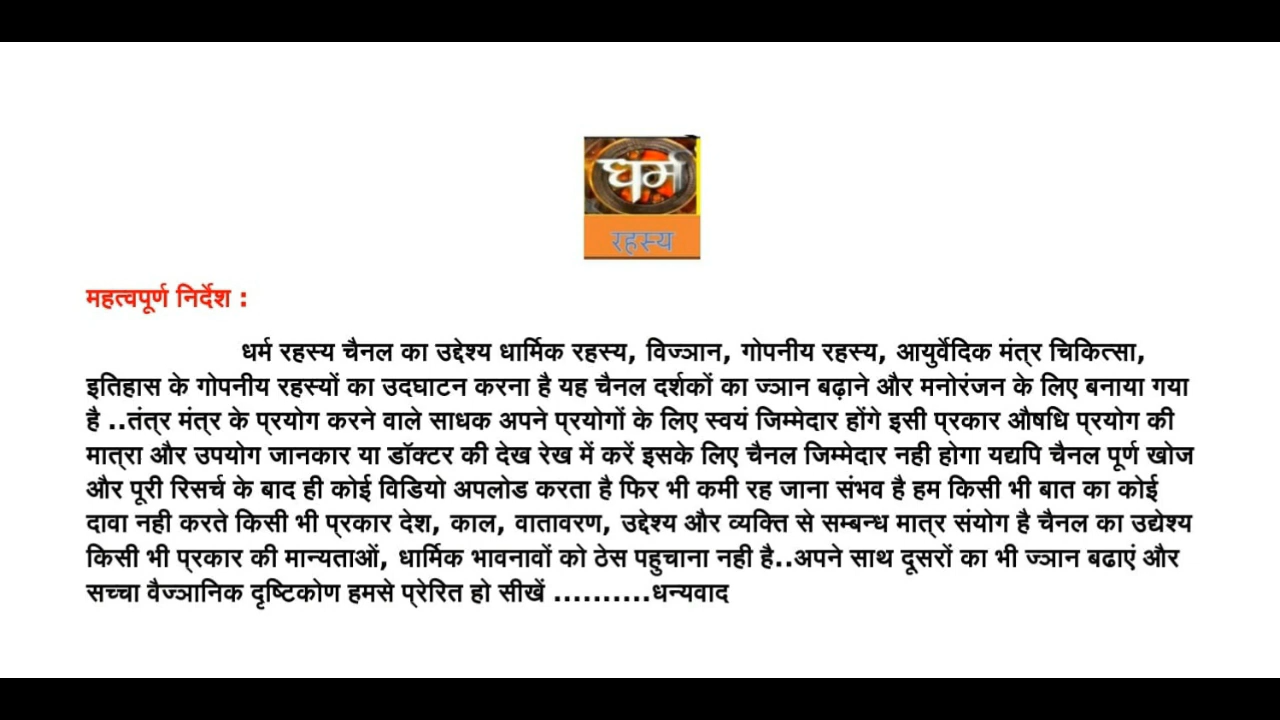 धर्म
रहस्य
महत्वपूर्ण निर्देश :
धर्म रहस्य चैनल का उद्देश्य धार्मिक रहस्य, विज्ञान, गोपनीय रहस्य, आयुर्वेदिक मंत्र चिकित्सा,
इतिहास के गोपनीय रहस्यों का उदघाटन करना है यह चैनल दर्शकों का ज्ञान बढ़ाने और मनोरंजन के लिए बनाया गया
है ..तंत्र मंत्र के प्रयोग करने वाले साधक अपने प्रयोगों के लिए स्वयं जिम्मेदार होंगे इसी प्रकार औषधि प्रयोग की
मात्रा और उपयोग जानकार या डॉक्टर की देख रेख में करें इसके लिए चैनल जिम्मेदार नही होगा यद्यपि चैनल पूर्ण खोज
और पूरी रिसर्च के बाद ही कोई विडियो अपलोड करता है फिर भी कमी रह जाना संभव है हम किसी भी बात का कोई
दावा नही करते किसी भी प्रकार देश, काल, वातावरण, उद्देश्य और व्यक्ति से सम्बन्ध मात्र संयोग है चैनल का उद्येश्य
किसी भी प्रकार की मान्यताओं, धार्मिक भावनावों को ठेस पहुचाना नही है..अपने साथ दूसरों का भी ज्ञान बढाएं और
सच्चा वैज्ञानिक दृष्टिकोण हमसे प्रेरित हो सीखें ..........धन्यवाद